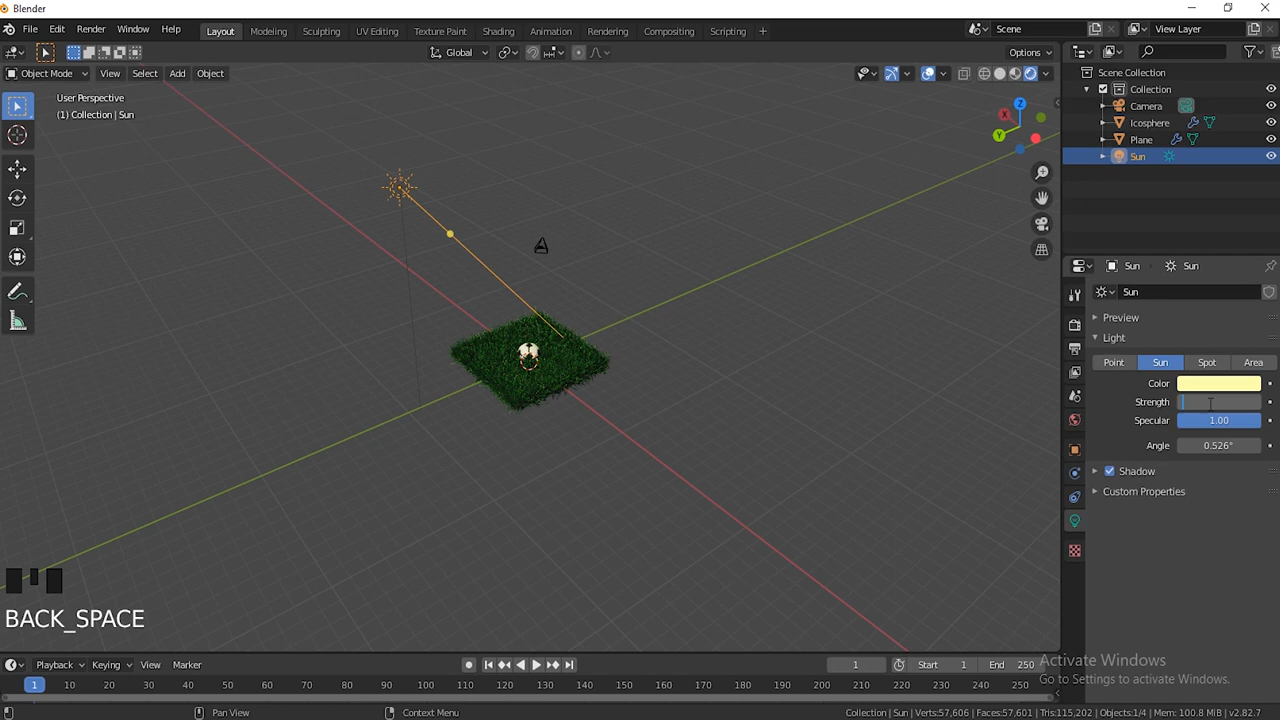 Blender
File Edit Render Window Help
Layout Modeling Sculpting UV Editing Texture Paint Shading Animation Rendering Compositing Scripting +
Scene
View Layer
Global
Options
Object Mode View Select Add Object
User Perspective
(1) Collection | Sun
Z
X
Y
Scene Collection
Collection
Camera
Icosphere
Plane
Sun
Sun Sun
Sun
Preview
Light
Point Sun Spot Area
Color
Strength
Specular 1.00
Angle 0.526°
Shadow
Custom Properties
BACK_SPACE
Playback Keying View Marker
1 Start 1 End 250
1 10 20 30 40 50 60 70 80 90 100 110 120 130 140 150 160 170 180 190 200 210 220 230 240 250
Activate Windows
Go to Settings to activate Windows.
Pan View
Context Menu
Collection | Sun | Verts:57,606 | Faces:57,601 | Tris:115,202 | Objects:1/4 | Mem: 100.8 MiB | v2.82.7